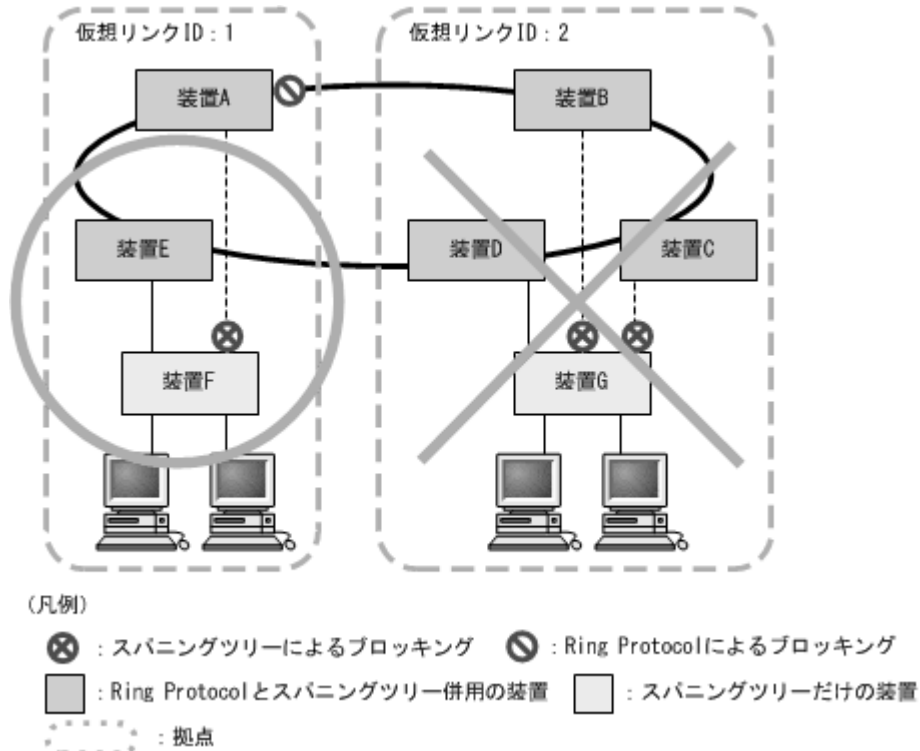 仮想リンクID：1
仮想リンクID：2
装置A
装置B
装置E
装置D
装置C
装置F
装置G
(凡例)
：スパニングツリーによるブロッキング
：Ring Protocolによるブロッキング
：Ring Protocolとスパニングツリー併用の装置
：スパニングツリーだけの装置
：拠点